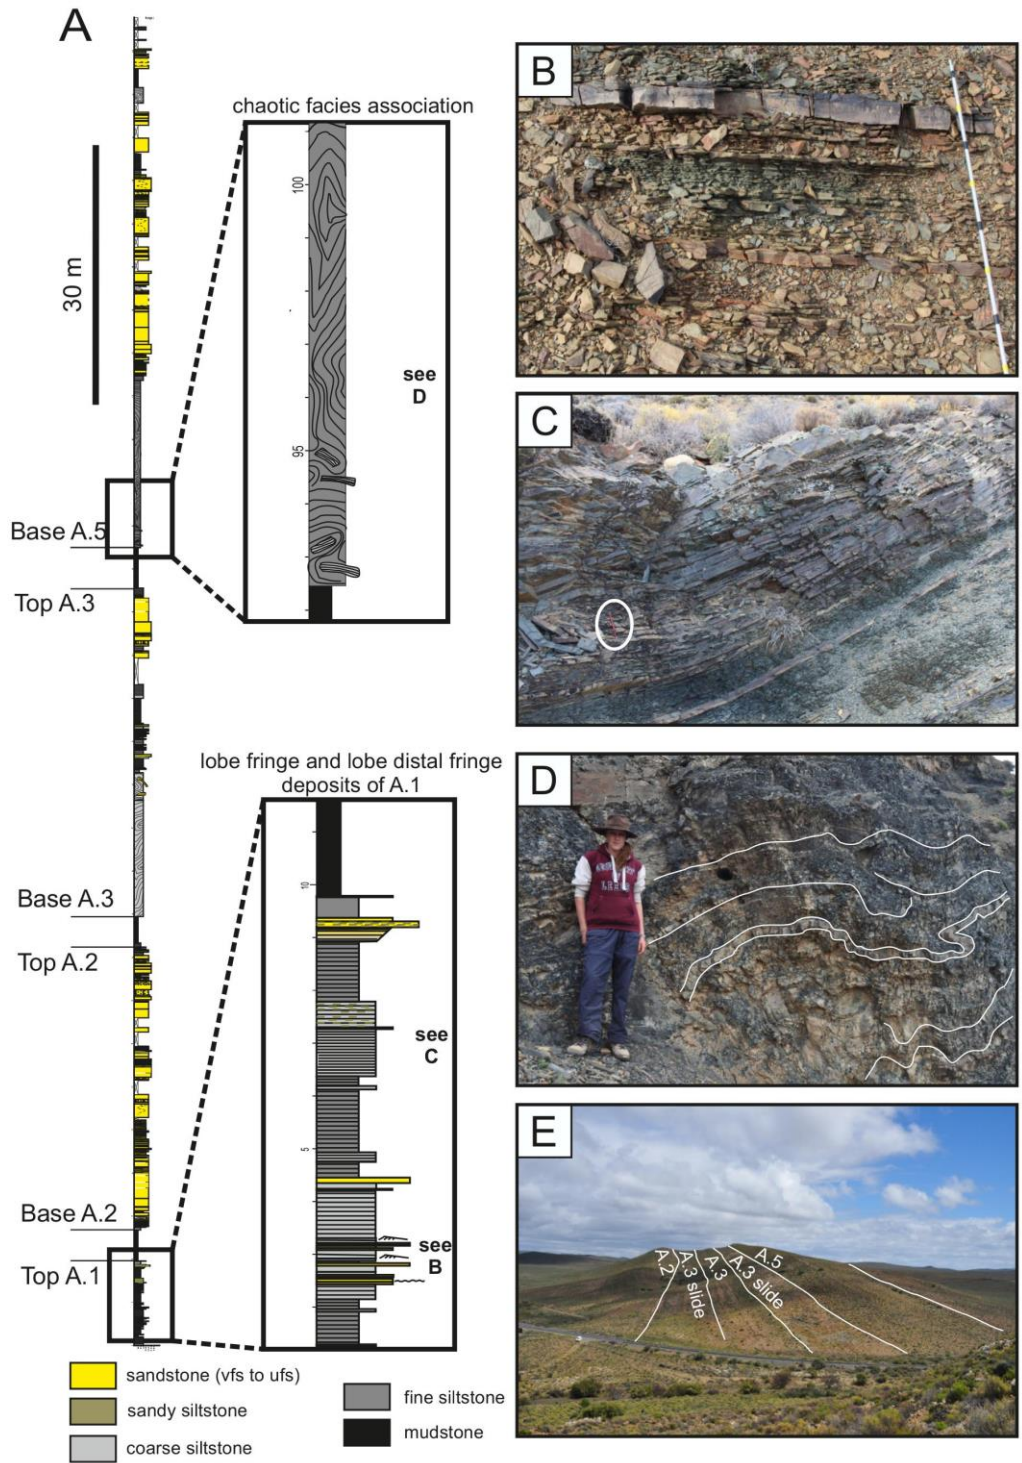 A
chaotic facies association
100
95
see
D
30 m
Base A.5
Top A.3
Base A.3
Top A.2
Base A.2
Top A.1
lobe fringe and lobe distal fringe
deposits of A.1
10
5
see
C
see
B
sandstone (vfs to ufs)
sandy siltstone
coarse siltstone
fine siltstone
mudstone
B
C
D
E
A.2
A.3 slide
A.3
A.3 slide
A.5